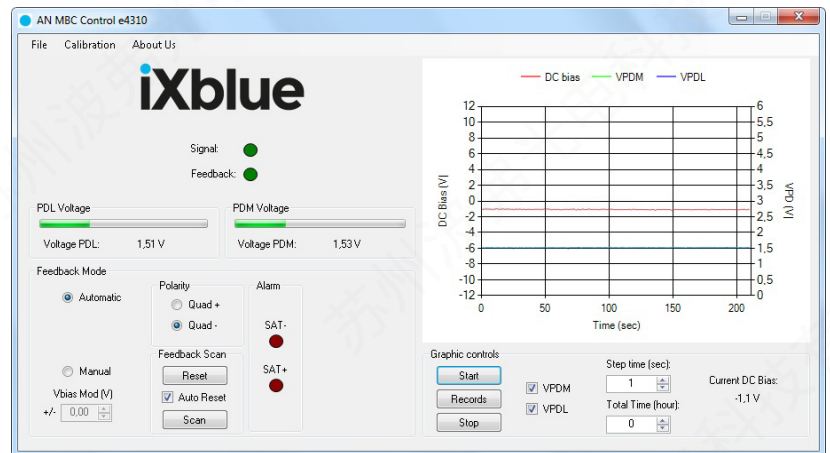 AN MBC Control e4310
File Calibration About Us
iXblue
Signal:
Feedback:
PDL Voltage
Voltage PDL: 1,51 V
PDM Voltage
Voltage PDM: 1,53 V
Feedback Mode
Automatic
Manual
Vbias Mod (V)
+/- 0,00
Polarity
Quad +
Quad -
Feedback Scan
Reset
Auto Reset
Scan
Alarm
SAT-
SAT+
DC bias VPDM VPDL
DC Bias (V)
12
10
8
6
4
2
0
-2
-4
-6
-8
-10
-12
6
5,5
5
4,5
4
3,5
3
2,5
2
1,5
1
0,5
0
VPD (V)
0 50 100 150 200
Time (sec)
Graphic controls
Start
Records
Stop
VPDM
VPDL
Step time (sec):
1
Total Time (hour):
0
Current DC Bias:
-1,1 V